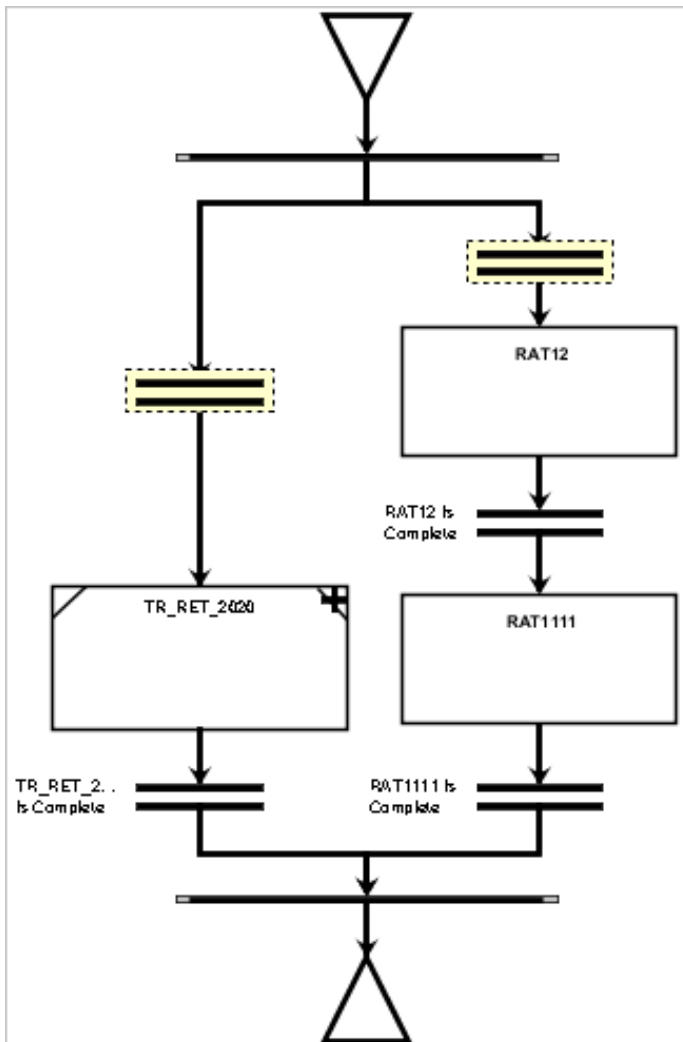 RAT12
RAT12 Is
Complete
TR_RET_2020
RAT1111
TR_RET_2..
Is Complete
RAT1111 Is
Complete